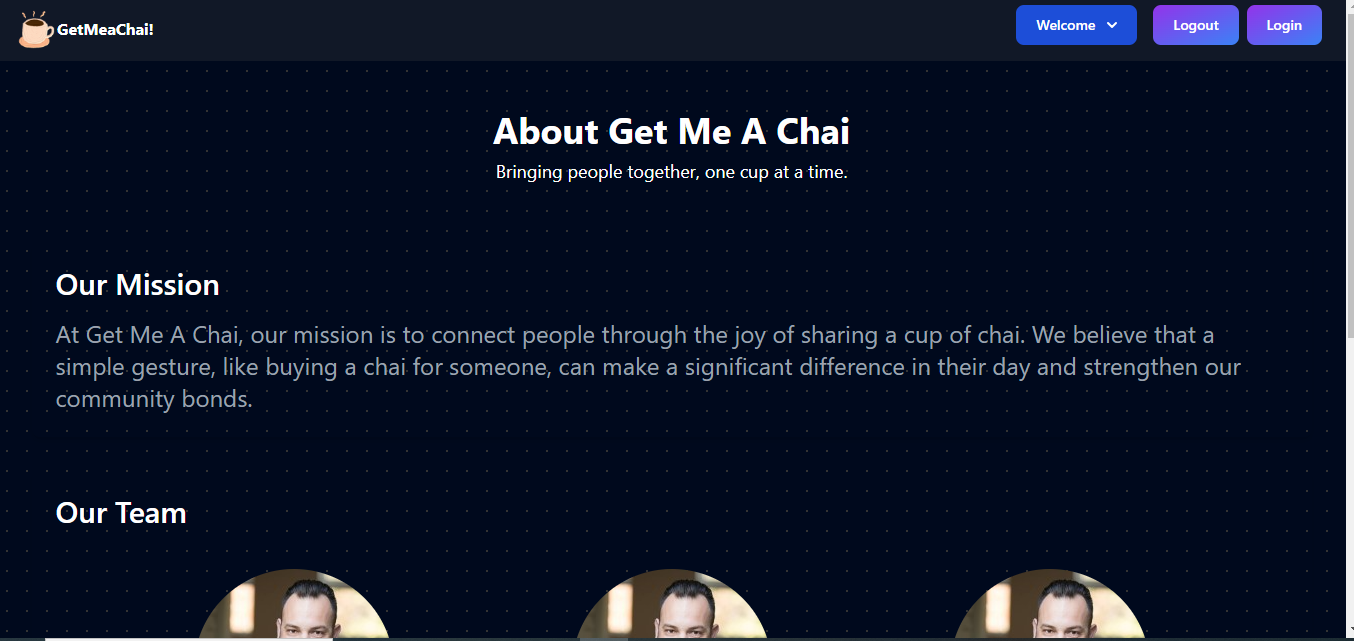 GetMeaChai!
Welcome
Logout
Login
About Get Me A Chai
Bringing people together, one cup at a time.
Our Mission
At Get Me A Chai, our mission is to connect people through the joy of sharing a cup of chai. We believe that a
simple gesture, like buying a chai for someone, can make a significant difference in their day and strengthen our
community bonds.
Our Team